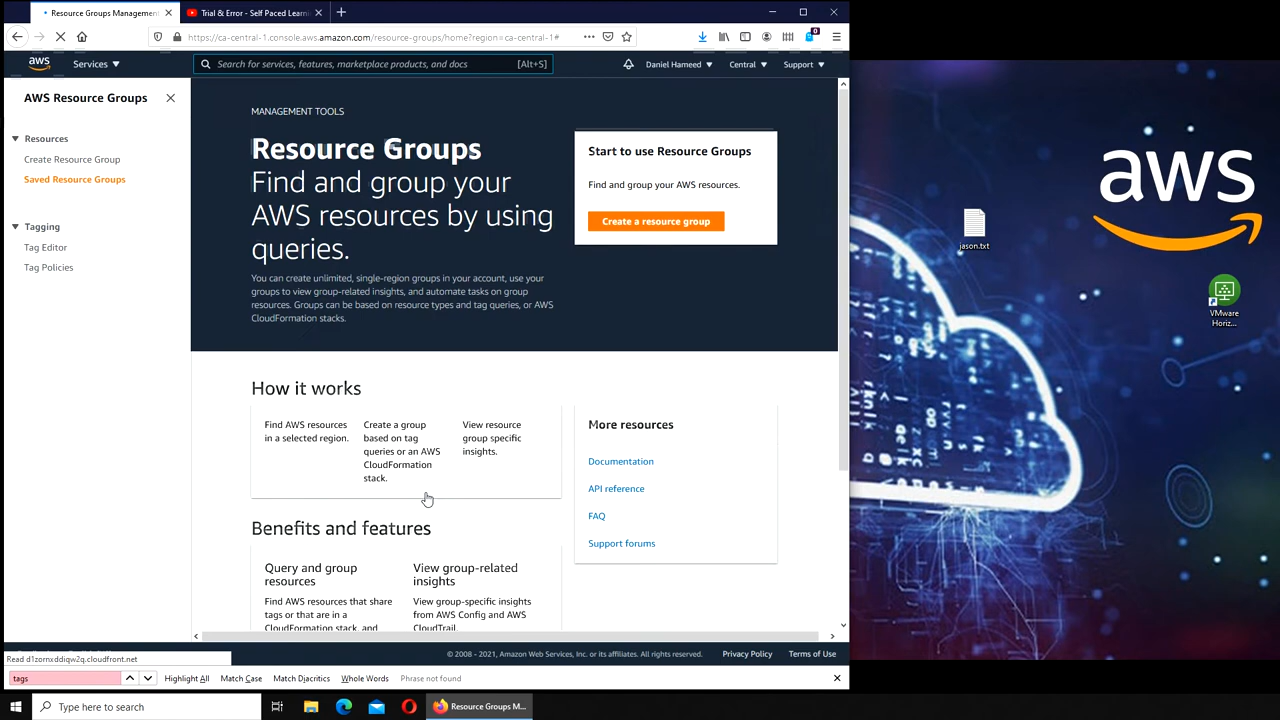 Resource Groups Managemen
Trial & Error - Self Paced Learni
https://ca-central-1.console.aws.amazon.com/resource-groups/home?region=ca-central-1#
0
aws
Services
Search for services, features, marketplace products, and docs
[Alt+S]
Daniel Hameed
Central
Support
AWS Resource Groups
Resources
Create Resource Group
Saved Resource Groups
Tagging
Tag Editor
Tag Policies
MANAGEMENT TOOLS
Resource Groups
Find and group your
AWS resources by using
queries.
You can create unlimited, single-region groups in your account, use your
groups to view group-related insights, and automate tasks on group
resources. Groups can be based on resource types and tag queries, or AWS
CloudFormation stacks.
Start to use Resource Groups
Find and group your AWS resources.
Create a resource group
How it works
Find AWS resources
in a selected region.
Create a group
based on tag
queries or an AWS
CloudFormation
stack.
View resource
group specific
insights.
More resources
Documentation
API reference
FAQ
Support forums
Benefits and features
Query and group
resources
Find AWS resources that share
tags or that are in a
CloudFormation stack, and
View group-related
insights
View group-specific insights
from AWS Config and AWS
CloudTrail.
© 2008 - 2021, Amazon Web Services, Inc. or its affiliates. All rights reserved.
Privacy Policy
Terms of Use
Read d1zornxddiqw2q.cloudfront.net
tags
Highlight All
Match Case
Match Diacritics
Whole Words
Phrase not found
Type here to search
Resource Groups M...
aws
jason.txt
VMware
Horiz...